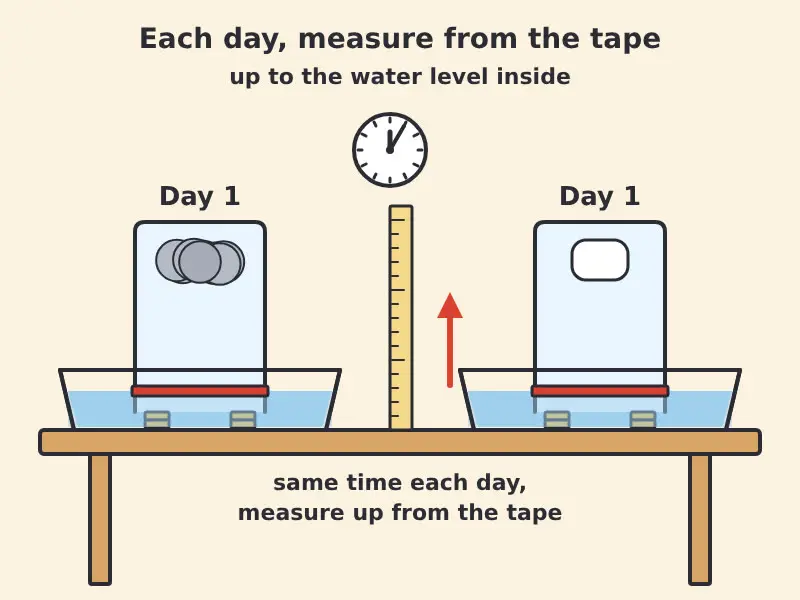 Each day, measure from the tape
up to the water level inside
Day 1
Day 1
same time each day,
measure up from the tape